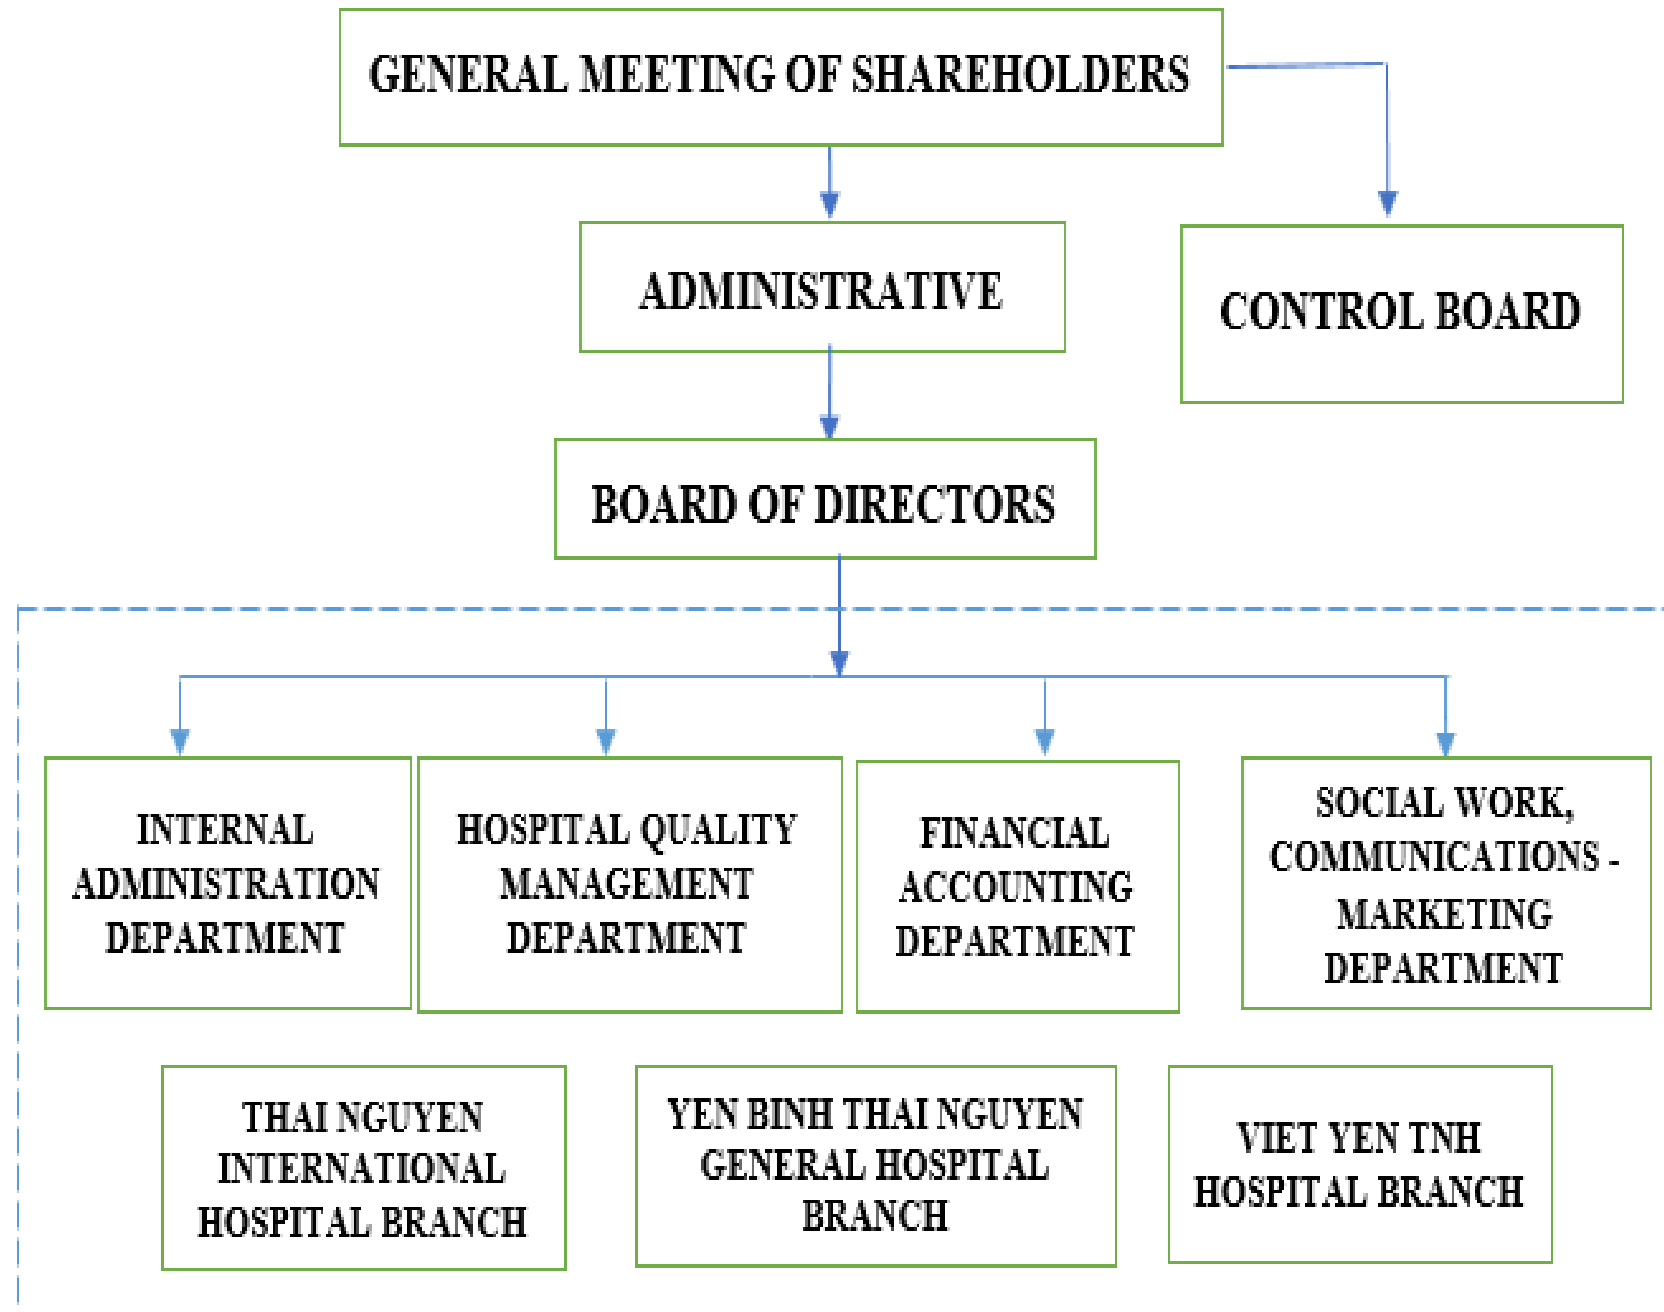 GENERAL MEETING OF SHAREHOLDERS
ADMINISTRATIVE
CONTROL BOARD
BOARD OF DIRECTORS
INTERNAL
ADMINISTRATION
DEPARTMENT
HOSPITAL QUALITY
MANAGEMENT
DEPARTMENT
FINANCIAL
ACCOUNTING
DEPARTMENT
SOCIAL WORK,
COMMUNICATIONS -
MARKETING
DEPARTMENT
THAI NGUYEN
INTERNATIONAL
HOSPITAL BRANCH
YEN BINH THAI NGUYEN
GENERAL HOSPITAL
BRANCH
VIET YEN TNH
HOSPITAL BRANCH